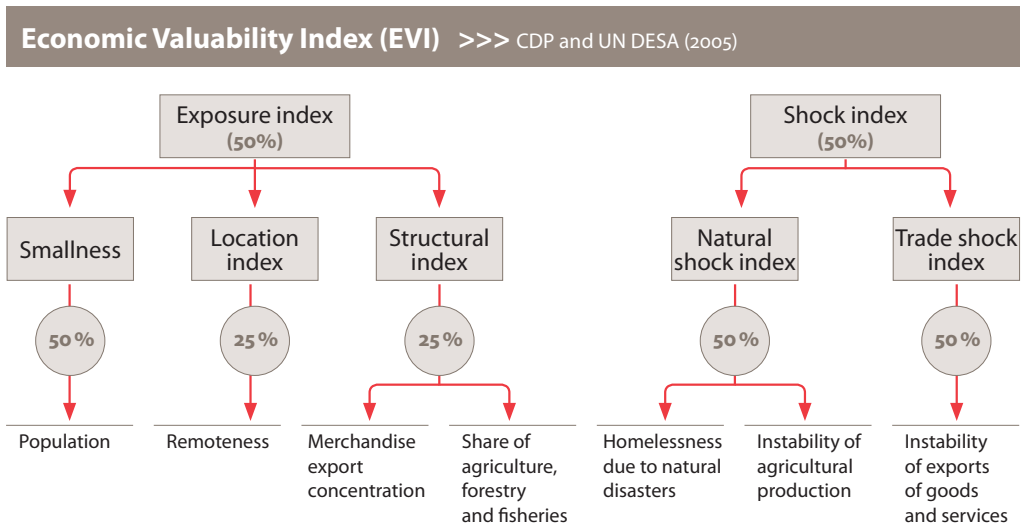 Economic Valuability Index (EVI) >>> CDP and UN DESA (2005)
Exposure index
(50%)
Shock index
(50%)
Smallness
Location
index
Structural
index
Natural
shock index
Trade shock
index
50 %
25 %
25 %
50 %
50 %
Population
Remoteness
Merchandise
export
concentration
Share of
agriculture,
forestry
and fisheries
Homelessness
due to natural
disasters
Instability of
agricultural
production
Instability
of exports
of goods
and services